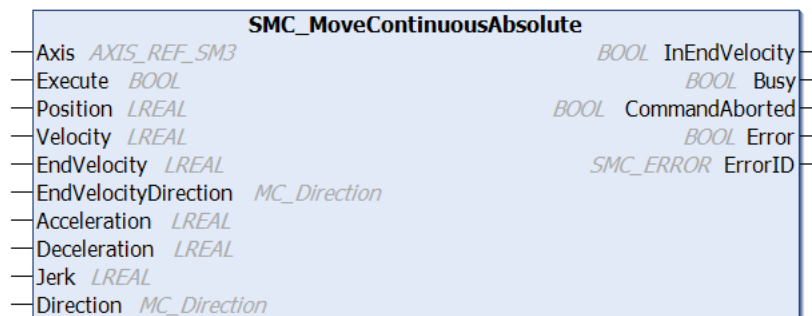 SMC_MoveContinuousAbsolute
Axis AXIS_REF_SM3 BOOL InEndVelocity
Execute BOOL BOOL Busy
Position LREAL BOOL CommandAborted
Velocity LREAL BOOL Error
EndVelocity LREAL SMC_ERROR ErrorID
EndVelocityDirection MC_Direction
Acceleration LREAL
Deceleration LREAL
Jerk LREAL
Direction MC_Direction